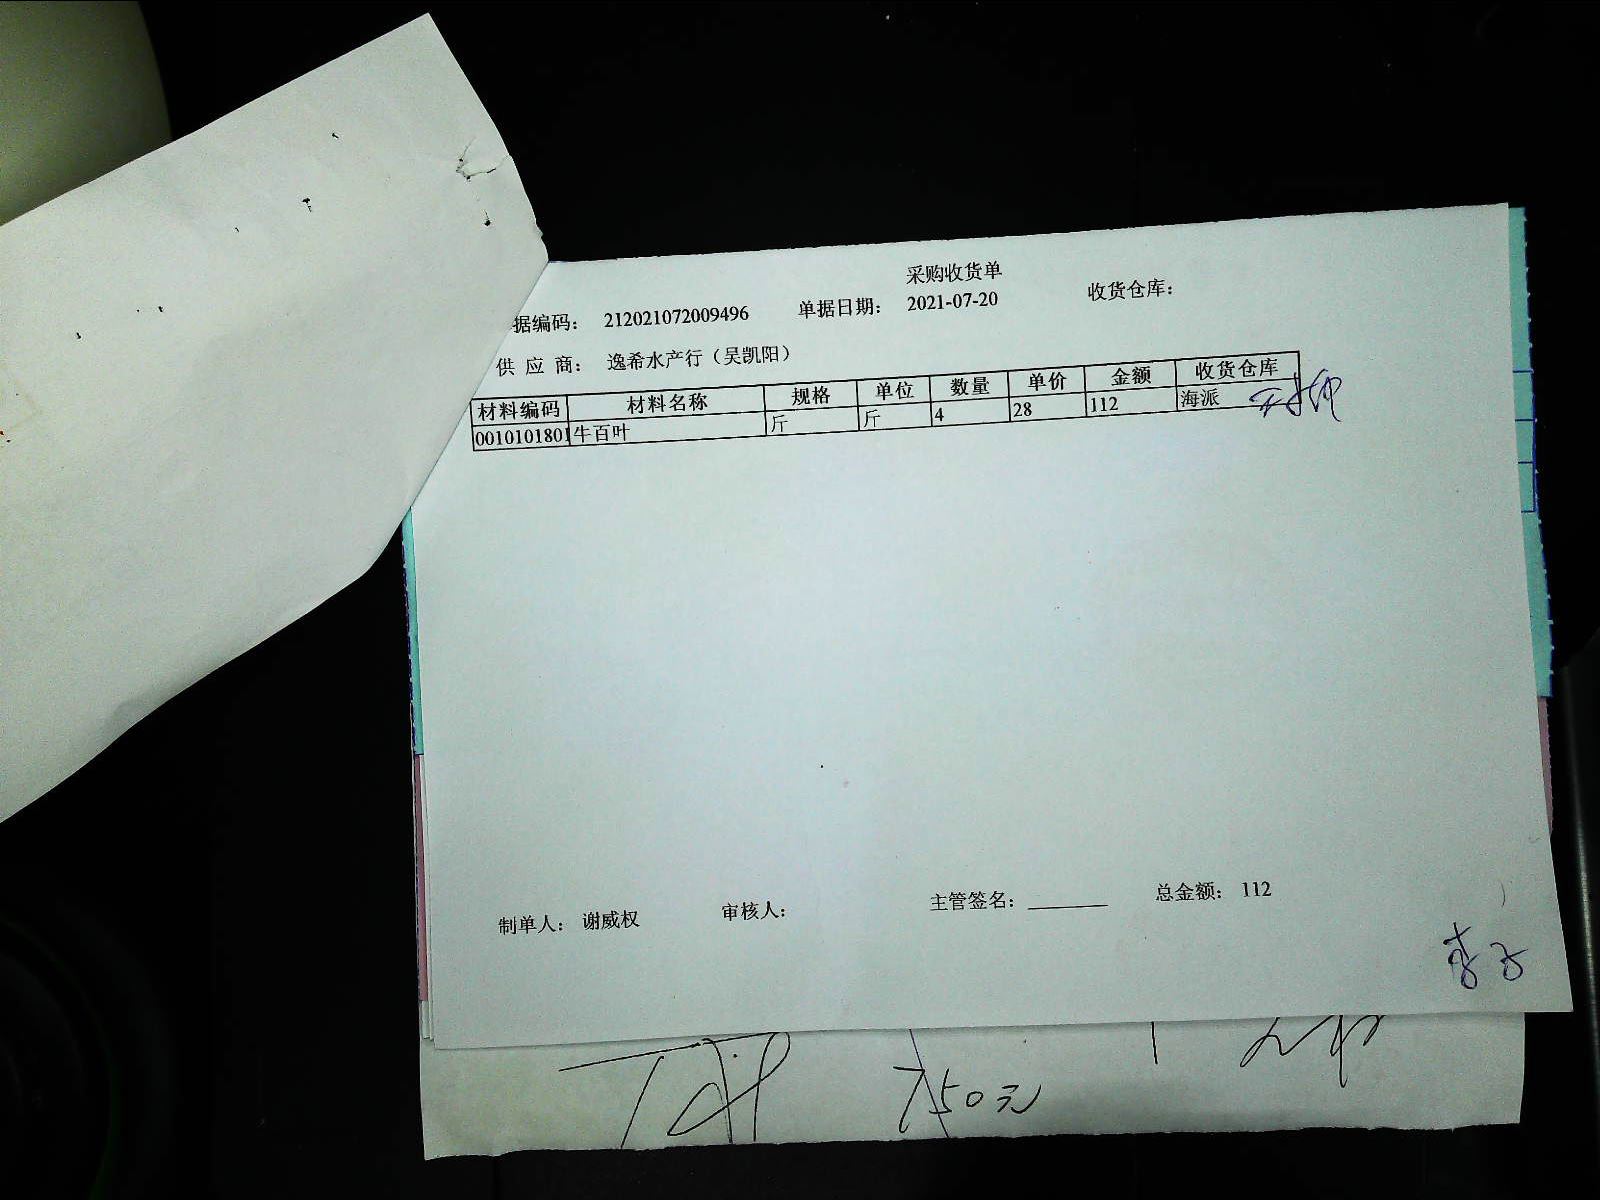 采购收货单
据编码： 212021072009496 单据日期： 2021-07-20 收货仓库：
供 应 商： 逸希水产行（吴凯阳）
材料编码 材料名称 规格 单位 数量 单价 金额 收货仓库
0010101801 牛百叶 斤 斤 4 28 112 海派
制单人： 谢威权 审核人： 主管签名： 总金额： 112
750元